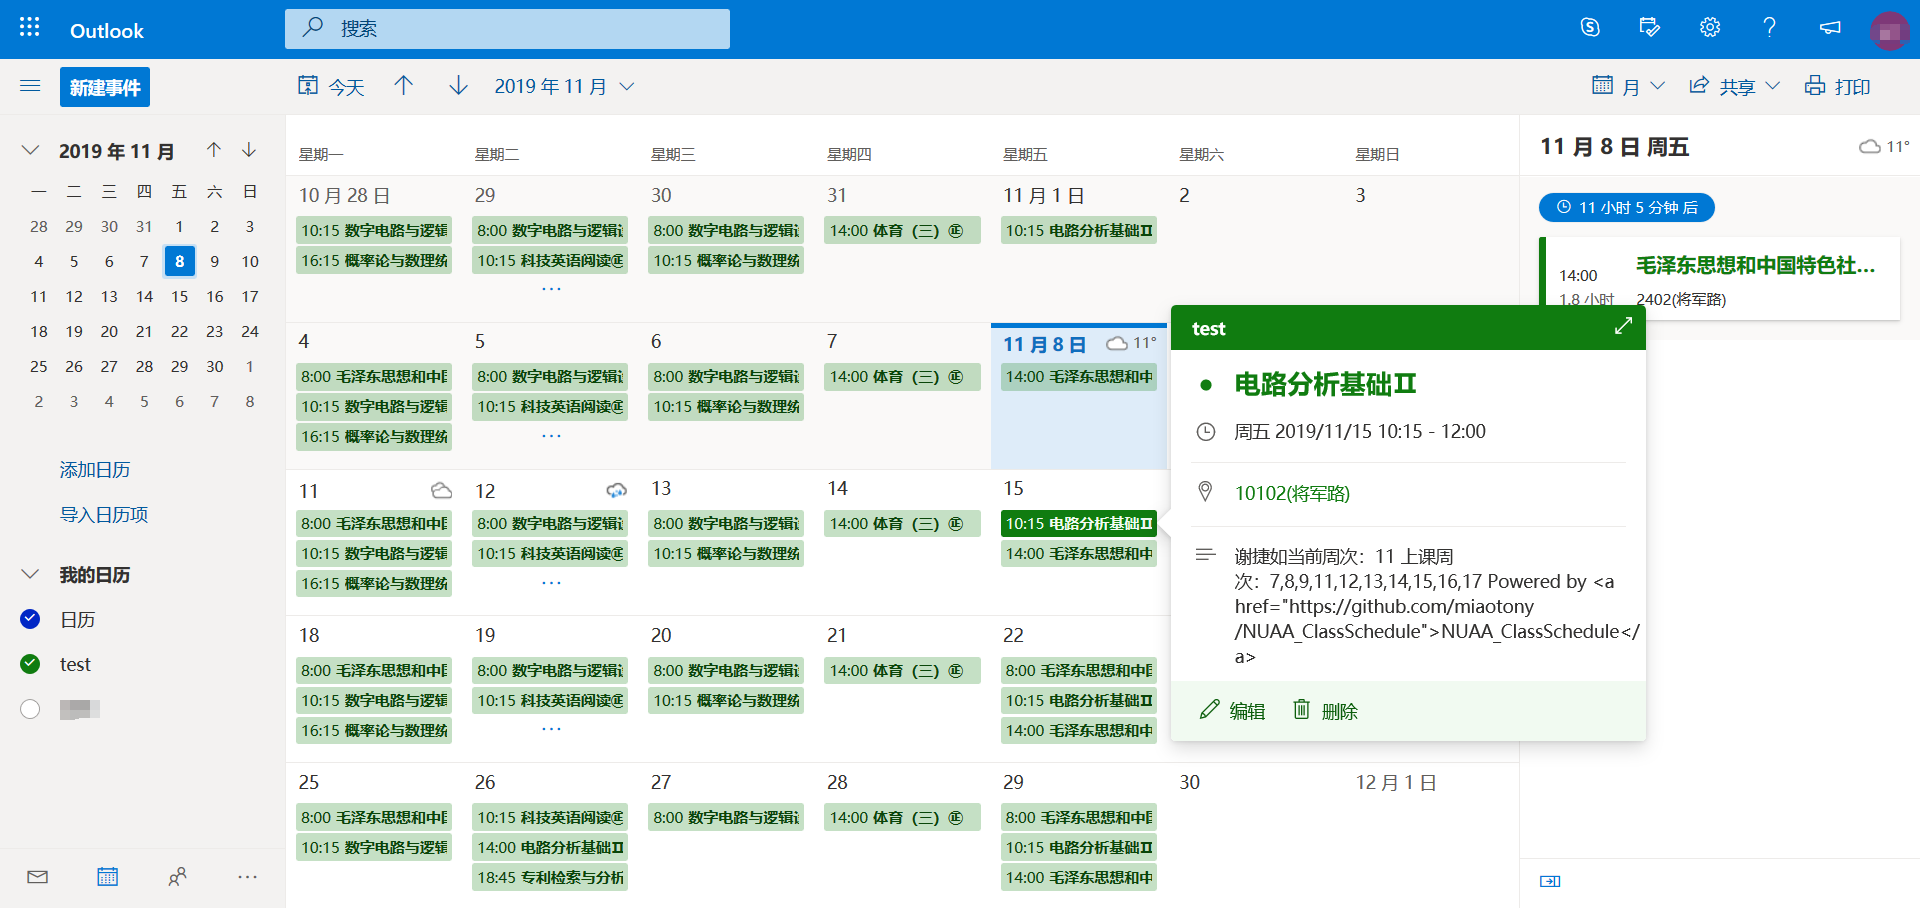 Outlook
搜索
新建事件
今天
2019 年 11 月
月
共享
打印
2019 年 11 月
一 二 三 四 五 六 日
28 29 30 31 1 2 3
4 5 6 7 8 9 10
11 12 13 14 15 16 17
18 19 20 21 22 23 24
25 26 27 28 29 30 1
2 3 4 5 6 7 8
添加日历
导入日历项
我的日历
日历
test
星期一 星期二 星期三 星期四 星期五 星期六 星期日
10 月 28 日 29 30 31 11 月 1 日 2 3
10:15 数字电路与逻辑 8:00 数字电路与逻辑 8:00 数字电路与逻辑 14:00 体育（三）㊣ 10:15 电路分析基础Ⅱ
16:15 概率论与数理统 10:15 科技英语阅读㊣ 10:15 概率论与数理统
...
4 5 6 7 11 月 8 日 11°
8:00 毛泽东思想和中国 8:00 数字电路与逻辑 8:00 数字电路与逻辑 14:00 体育（三）㊣ 14:00 毛泽东思想和中
10:15 数字电路与逻辑 10:15 科技英语阅读㊣ 10:15 概率论与数理统
16:15 概率论与数理统 ...
11 12 13 14 15
8:00 毛泽东思想和中国 8:00 数字电路与逻辑 8:00 数字电路与逻辑 14:00 体育（三）㊣ 10:15 电路分析基础Ⅱ
10:15 数字电路与逻辑 10:15 科技英语阅读㊣ 10:15 概率论与数理统 14:00 毛泽东思想和中
16:15 概率论与数理统 ...
18 19 20 21 22
8:00 毛泽东思想和中国 8:00 数字电路与逻辑 8:00 数字电路与逻辑 14:00 体育（三）㊣ 8:00 毛泽东思想和中国
10:15 数字电路与逻辑 10:15 科技英语阅读㊣ 10:15 概率论与数理统 10:15 电路分析基础Ⅱ
16:15 概率论与数理统 ... 14:00 毛泽东思想和中
25 26 27 28 29 30 12 月 1 日
8:00 毛泽东思想和中国 10:15 科技英语阅读㊣ 8:00 数字电路与逻辑 14:00 体育（三）㊣ 8:00 毛泽东思想和中国
10:15 数字电路与逻辑 14:00 电路分析基础Ⅱ 10:15 电路分析基础Ⅱ
18:45 专利检索与分析 14:00 毛泽东思想和中
11 月 8 日 周五
11°
11 小时 5 分钟 后
14:00 毛泽东思想和中国特色社...
1.8 小时 2402(将军路)
test
电路分析基础Ⅱ
周五 2019/11/15 10:15 - 12:00
10102(将军路)
谢捷如当前周次：11 上课周
次：7,8,9,11,12,13,14,15,16,17 Powered by <a
href="https://github.com/miaotony
/NUAA_ClassSchedule">NUAA_ClassSchedule</
a>
编辑
删除